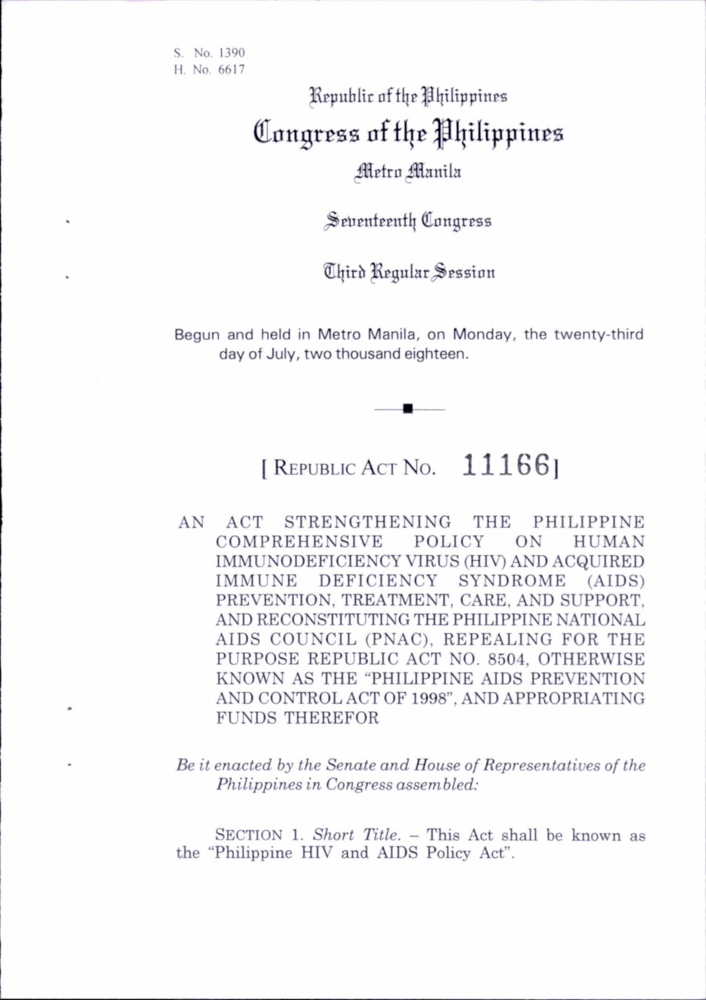 S. No. 1390
H. No. 6617
Republic of the Philippines
Congress of the Philippines
Metro Manila
Seventeenth Congress
Third Regular Session
Begun and held in Metro Manila, on Monday, the twenty-third
day of July, two thousand eighteen.
[ REPUBLIC ACT NO. 11166]
AN ACT STRENGTHENING THE PHILIPPINE
COMPREHENSIVE POLICY ON HUMAN
IMMUNODEFICIENCY VIRUS (HIV) AND ACQUIRED
IMMUNE DEFICIENCY SYNDROME (AIDS)
PREVENTION, TREATMENT, CARE, AND SUPPORT,
AND RECONSTITUTING THE PHILIPPINE NATIONAL
AIDS COUNCIL (PNAC), REPEALING FOR THE
PURPOSE REPUBLIC ACT NO. 8504, OTHERWISE
KNOWN AS THE “PHILIPPINE AIDS PREVENTION
AND CONTROL ACT OF 1998”, AND APPROPRIATING
FUNDS THEREFOR
Be it enacted by the Senate and House of Representatives of the
Philippines in Congress assembled:
SECTION 1. Short Title. – This Act shall be known as
the “Philippine HIV and AIDS Policy Act”.